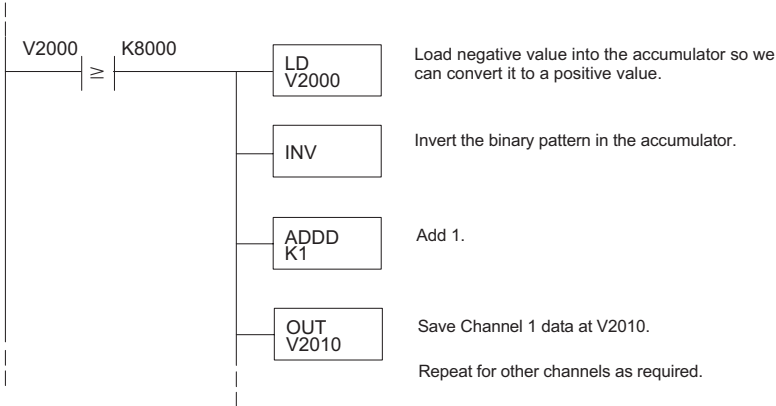 V2000 K8000
≥
LD
V2000
Load negative value into the accumulator so we
can convert it to a positive value.
INV
Invert the binary pattern in the accumulator.
ADDD
K1
Add 1.
OUT
V2010
Save Channel 1 data at V2010.
Repeat for other channels as required.